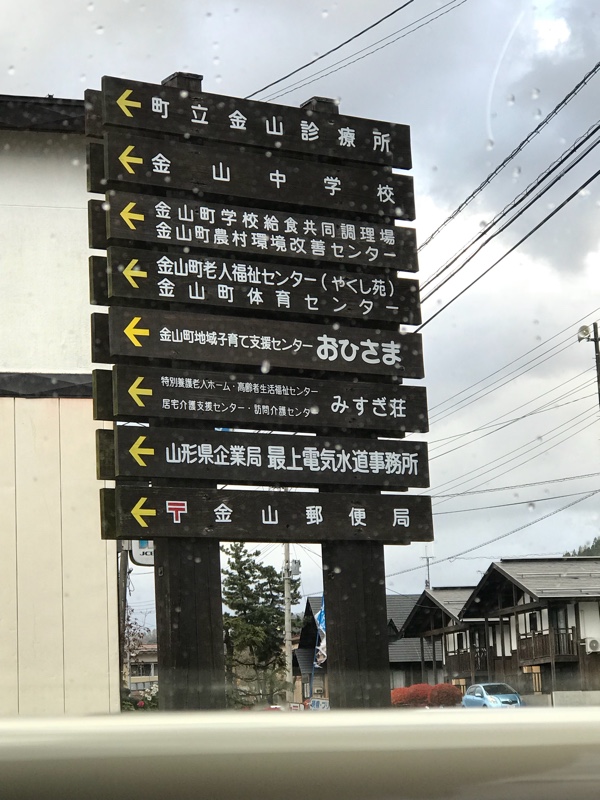 町立金山診療所
金山中学校
金山町学校給食共同調理場
金山町農村環境改善センター
金山町老人福祉センター(やくし苑)
金山町体育センター
金山町地域子育て支援センター おひさま
特別養護老人ホーム・高齢者生活福祉センター
居宅介護支援センター・訪問介護センター みすぎ荘
山形県企業局 最上電気水道事務所
〒 金山郵便局
JCB